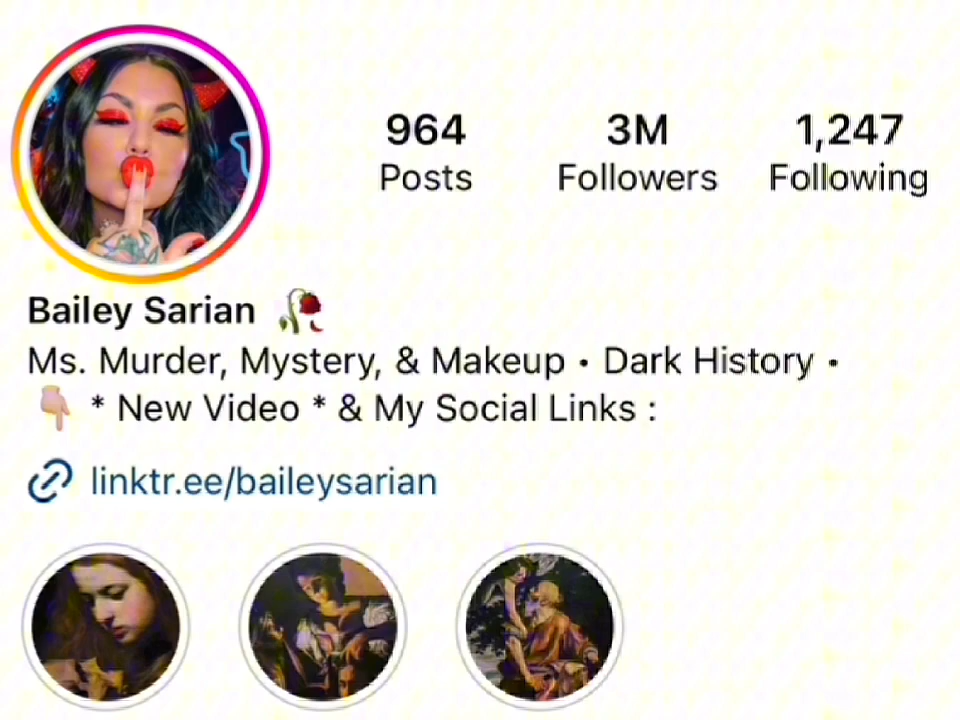 964 3M 1,247
Posts Followers Following
Bailey Sarian 🥀
Ms. Murder, Mystery, & Makeup • Dark History •
👇🏼 * New Video * & My Social Links :
linktr.ee/baileysarian